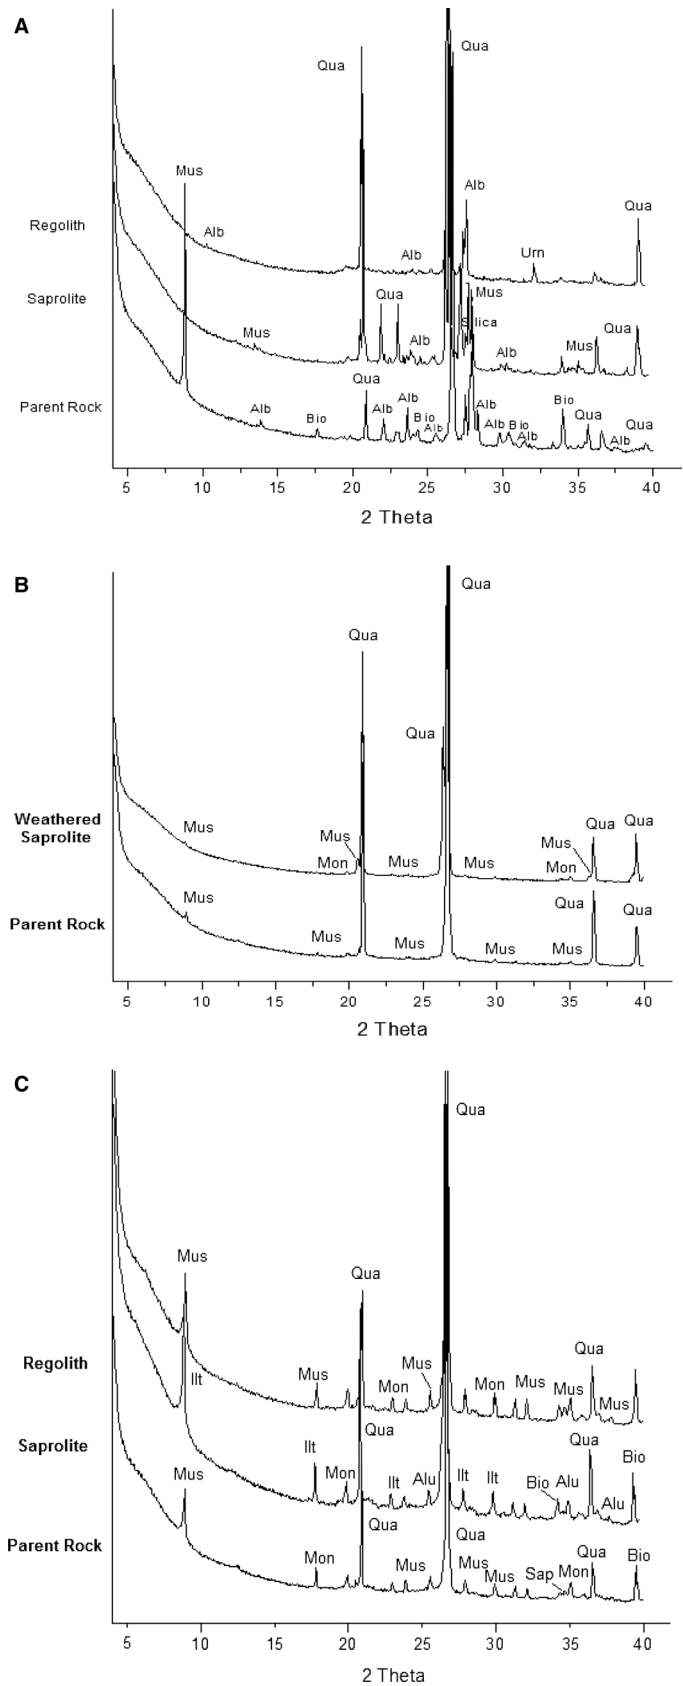 A
Qua
Qua
Mus
Alb
Regolith
Alb
Alb
Urn
Qua
Saprolite
Mus
Qua
Alb
Mus
Silica
Alb
Mus
Qua
Parent Rock
Alb
Bio
Qua
Alb
Alb
Bio
Alb
Alb
Alb
Bio
Alb
Bio
Qua
Alb
Qua
5 10 15 20 25 30 35 40
2 Theta
B
Qua
Qua
Qua
Weathered
Saprolite
Mus
Mus
Mon
Mus
Mus
Mus
Mon
Qua
Qua
Parent Rock
Mus
Mus
Mus
Mus
Mus
Qua
Qua
5 10 15 20 25 30 35 40
2 Theta
C
Qua
Mus
Qua
Regolith
Ilt
Mus
Mon
Mus
Mon
Mus
Mus
Qua
Mus
Saprolite
Qua
Ilt
Mon
Ilt
Alu
Ilt
Ilt
Bio
Alu
Qua
Alu
Bio
Parent Rock
Mus
Qua
Qua
Mon
Mus
Mus
Mus
Sap
Mon
Qua
Bio
5 10 15 20 25 30 35 40
2 Theta